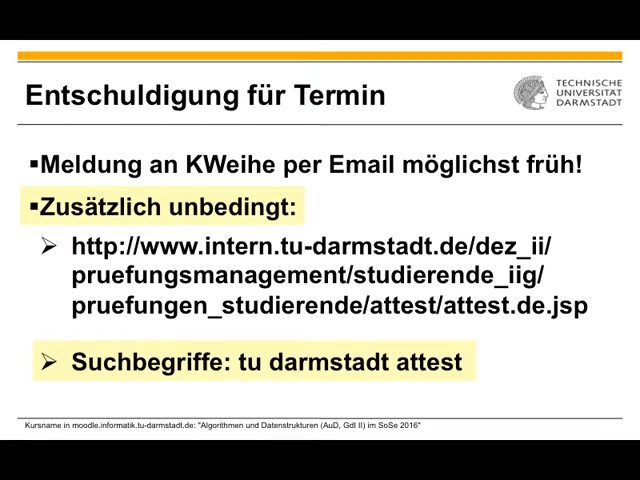 Entschuldigung für Termin
TECHNISCHE
UNIVERSITÄT
DARMSTADT
▪Meldung an KWeihe per Email möglichst früh!
▪Zusätzlich unbedingt:
➢ http://www.intern.tu-darmstadt.de/dez_ii/
pruefungsmanagement/studierende_iig/
pruefungen_studierende/attest/attest.de.jsp
➢ Suchbegriffe: tu darmstadt attest
Kursname in moodle.informatik.tu-darmstadt.de: "Algorithmen und Datenstrukturen (AuD, GdI II) im SoSe 2016"